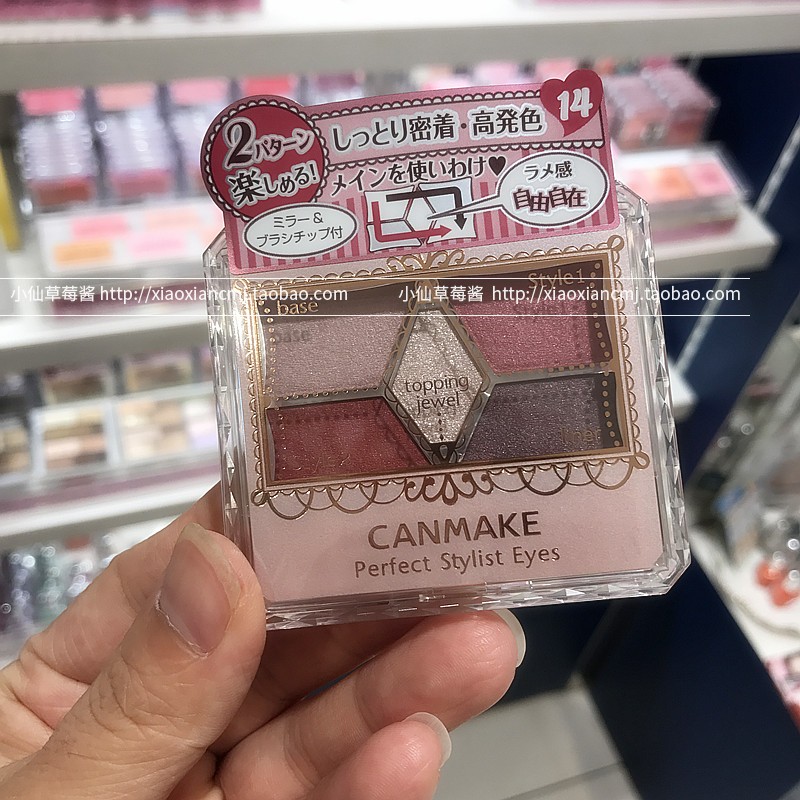 14
2パターン
楽しめる!
しっとり密着・高発色
メインを使いわけ♥
ラメ感
自由自在
ミラー&
ブラシチップ付
小仙草莓酱 http://xiaoxiancmj.taobao.com
小仙草莓酱 http://xiaoxiancmj.taobao.com
base
Style1
topping
jewel
liner
CANMAKE
Perfect Stylist Eyes